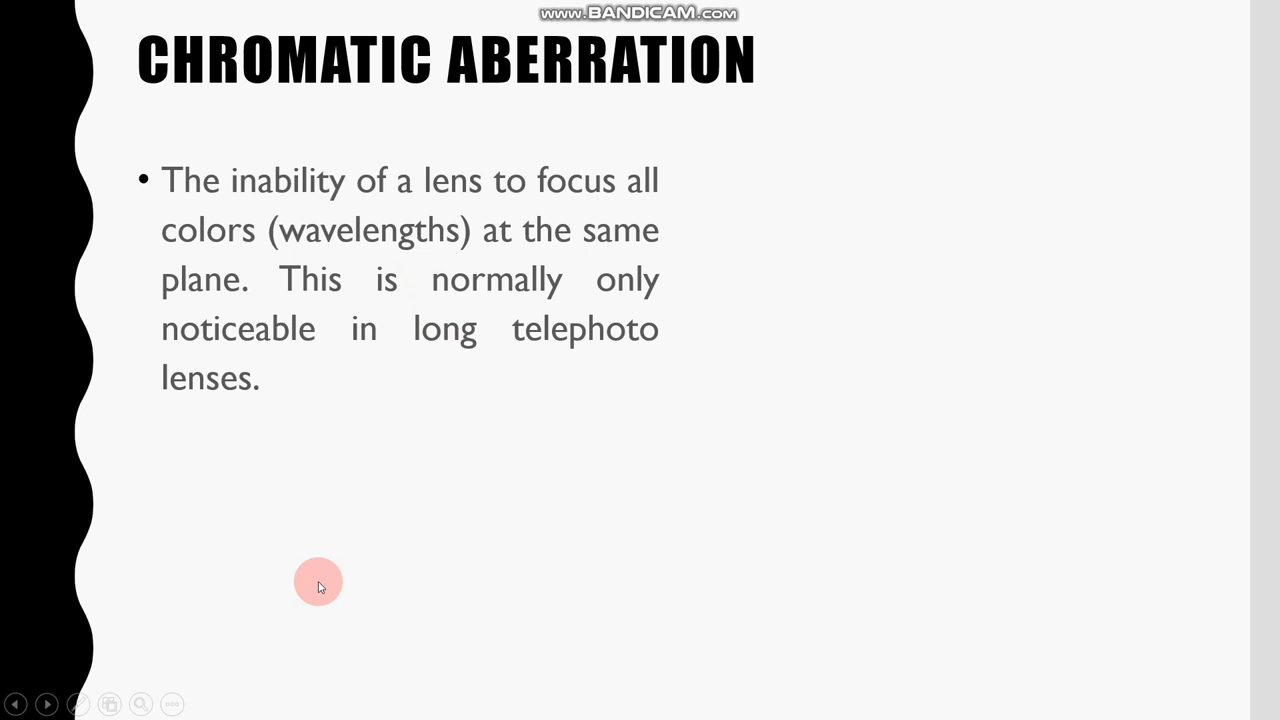 www.BANDICAM.com
CHROMATIC ABERRATION
• The inability of a lens to focus all
colors (wavelengths) at the same
plane. This is normally only
noticeable in long telephoto
lenses.